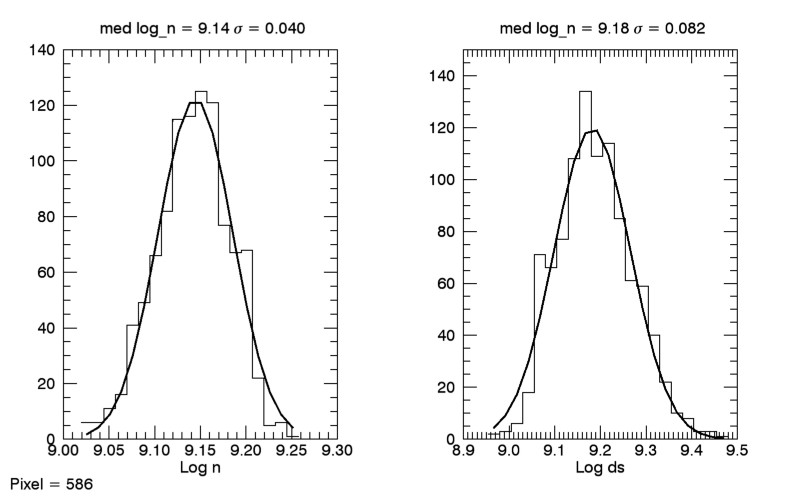 med log_n = 9.14 σ = 0.040
140
120
100
80
60
40
20
0
9.00 9.05 9.10 9.15 9.20 9.25 9.30
Log n
med log_n = 9.18 σ = 0.082
140
120
100
80
60
40
20
0
8.9 9.0 9.1 9.2 9.3 9.4 9.5
Log ds
Pixel = 586